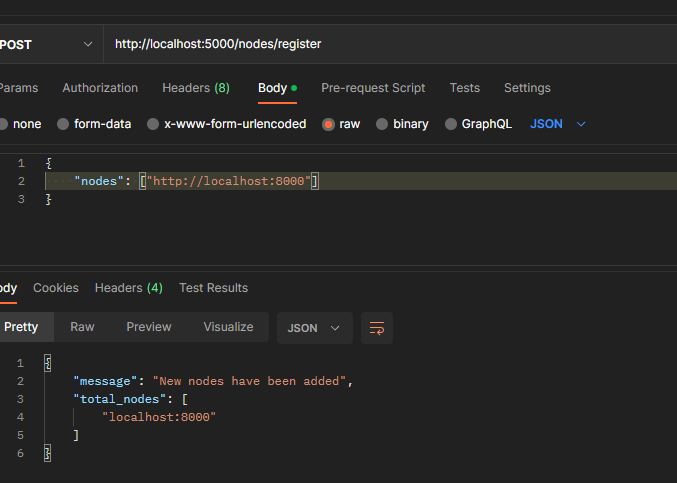 POST http://localhost:5000/nodes/register
Params Authorization Headers (8) Body Pre-request Script Tests Settings
none form-data x-www-form-urlencoded raw binary GraphQL JSON
1 {
2 "nodes": ["http://localhost:8000"]
3 }
ody Cookies Headers (4) Test Results
Pretty Raw Preview Visualize JSON
1 {
2 "message": "New nodes have been added",
3 "total_nodes": [
4 "localhost:8000"
5 ]
6 }